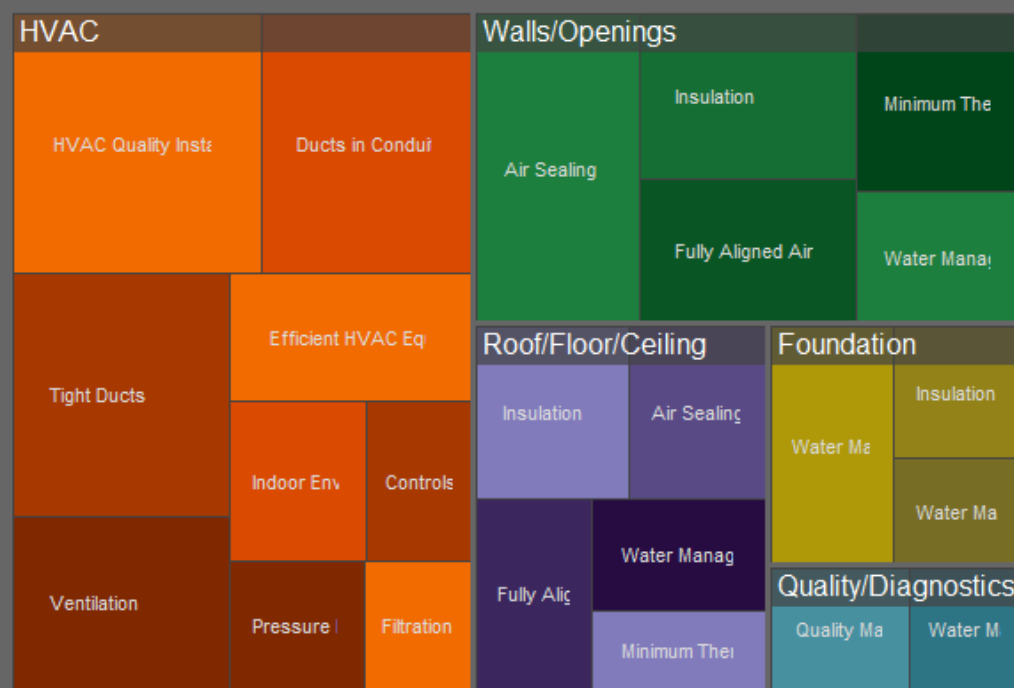 HVAC
HVAC Quality Insta
Ducts in Conduit
Tight Ducts
Efficient HVAC Eq
Indoor Env
Controls
Ventilation
Pressure
Filtration
Walls/Openings
Air Sealing
Insulation
Fully Aligned Air
Minimum The
Water Manag
Roof/Floor/Ceiling
Insulation
Air Sealing
Fully Alig
Water Manag
Minimum Ther
Foundation
Water Ma
Insulation
Water Ma
Quality/Diagnostics
Quality Ma
Water M